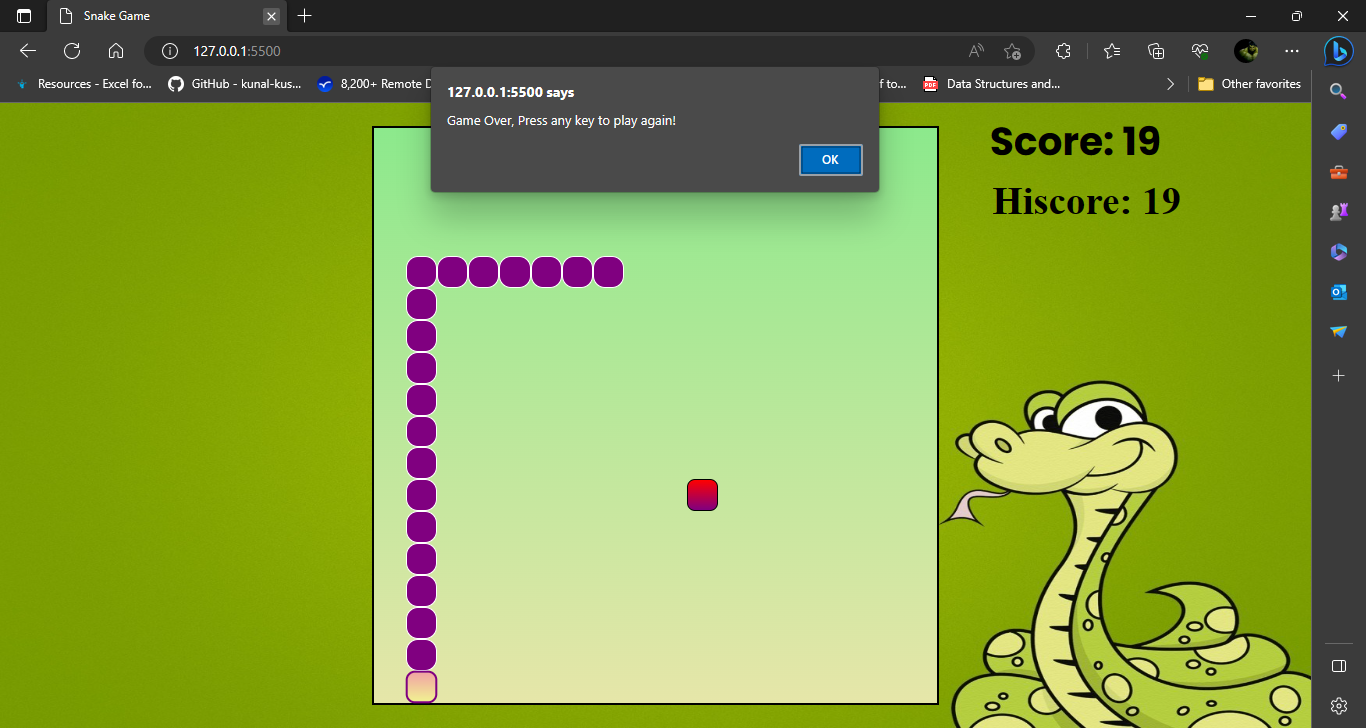 Snake Game
127.0.0.1:5500
Resources - Excel fo... GitHub - kunal-kus... 8,200+ Remote D f to... PDF Data Structures and... Other favorites
127.0.0.1:5500 says
Game Over, Press any key to play again!
OK
Score: 19
Hiscore: 19